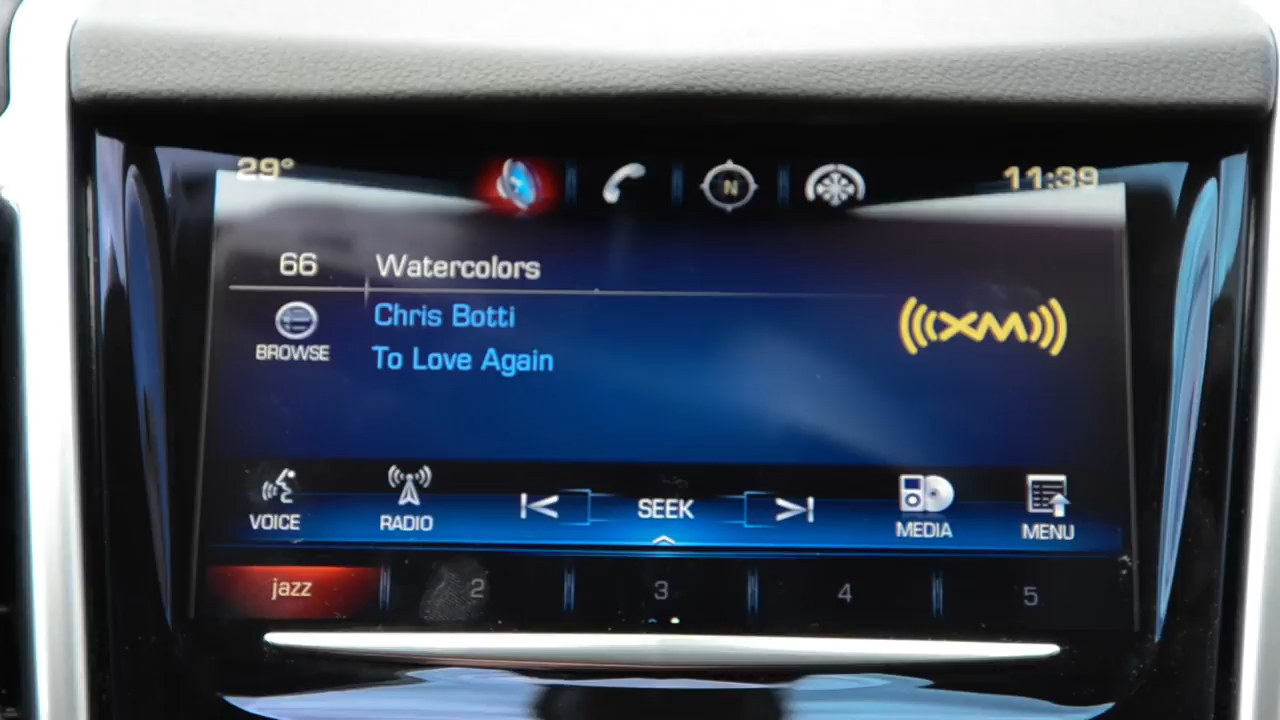 29° N 11:39
66 Watercolors
Chris Botti
((XM))
BROWSE
To Love Again
VOICE RADIO SEEK MEDIA MENU
jazz 2 3 4 5